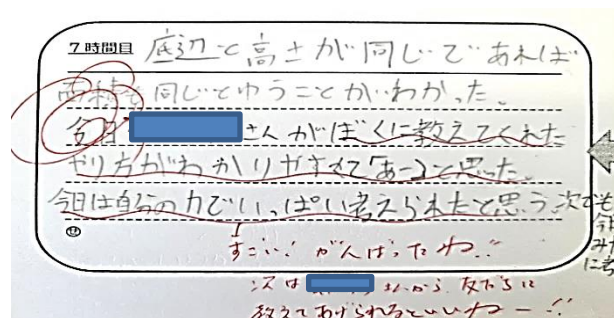 7時間目 底辺と高さが同じであれば
面積も同じとゆうことがわかった。
今日 さんがぼくに教えてくれた
やり方がわかりやすくて「あー」と思った。
今日は自分の力でいっぱい考えられたと思う。次も
すごい!がんばったね!!
次は さんから、友だちに
教えてあげられるといいねー!!